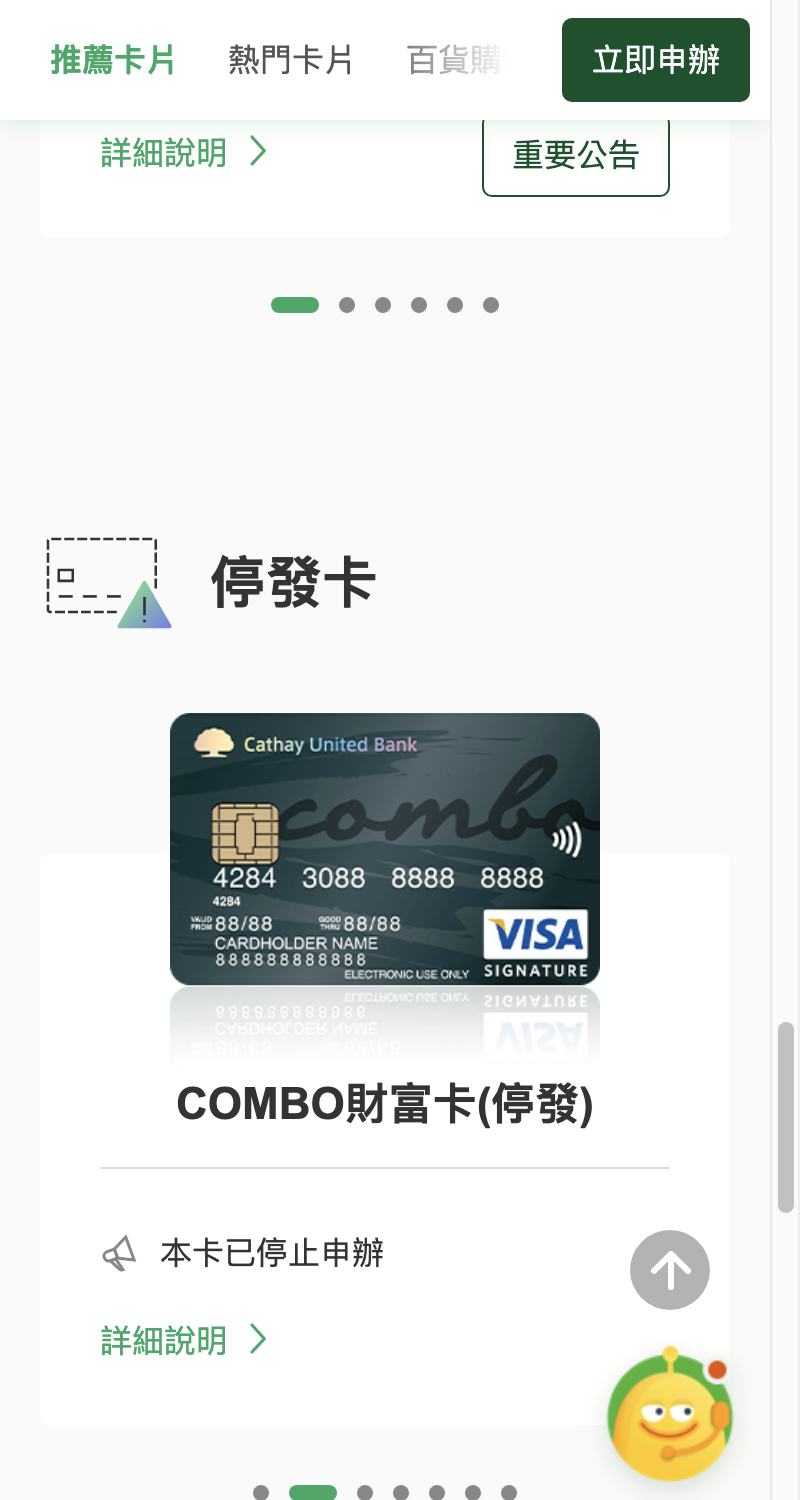 推薦卡片
熱門卡片
百貨購
立即申辦
詳細說明
重要公告
停發卡
Cathay United Bank
combo
4284 3088 8888 8888
4284
VALID FROM 88/88 GOOD THRU 88/88
CARDHOLDER NAME
888888888888
ELECTRONIC USE ONLY
VISA
SIGNATURE
COMBO財富卡(停發)
本卡已停止申辦
詳細說明